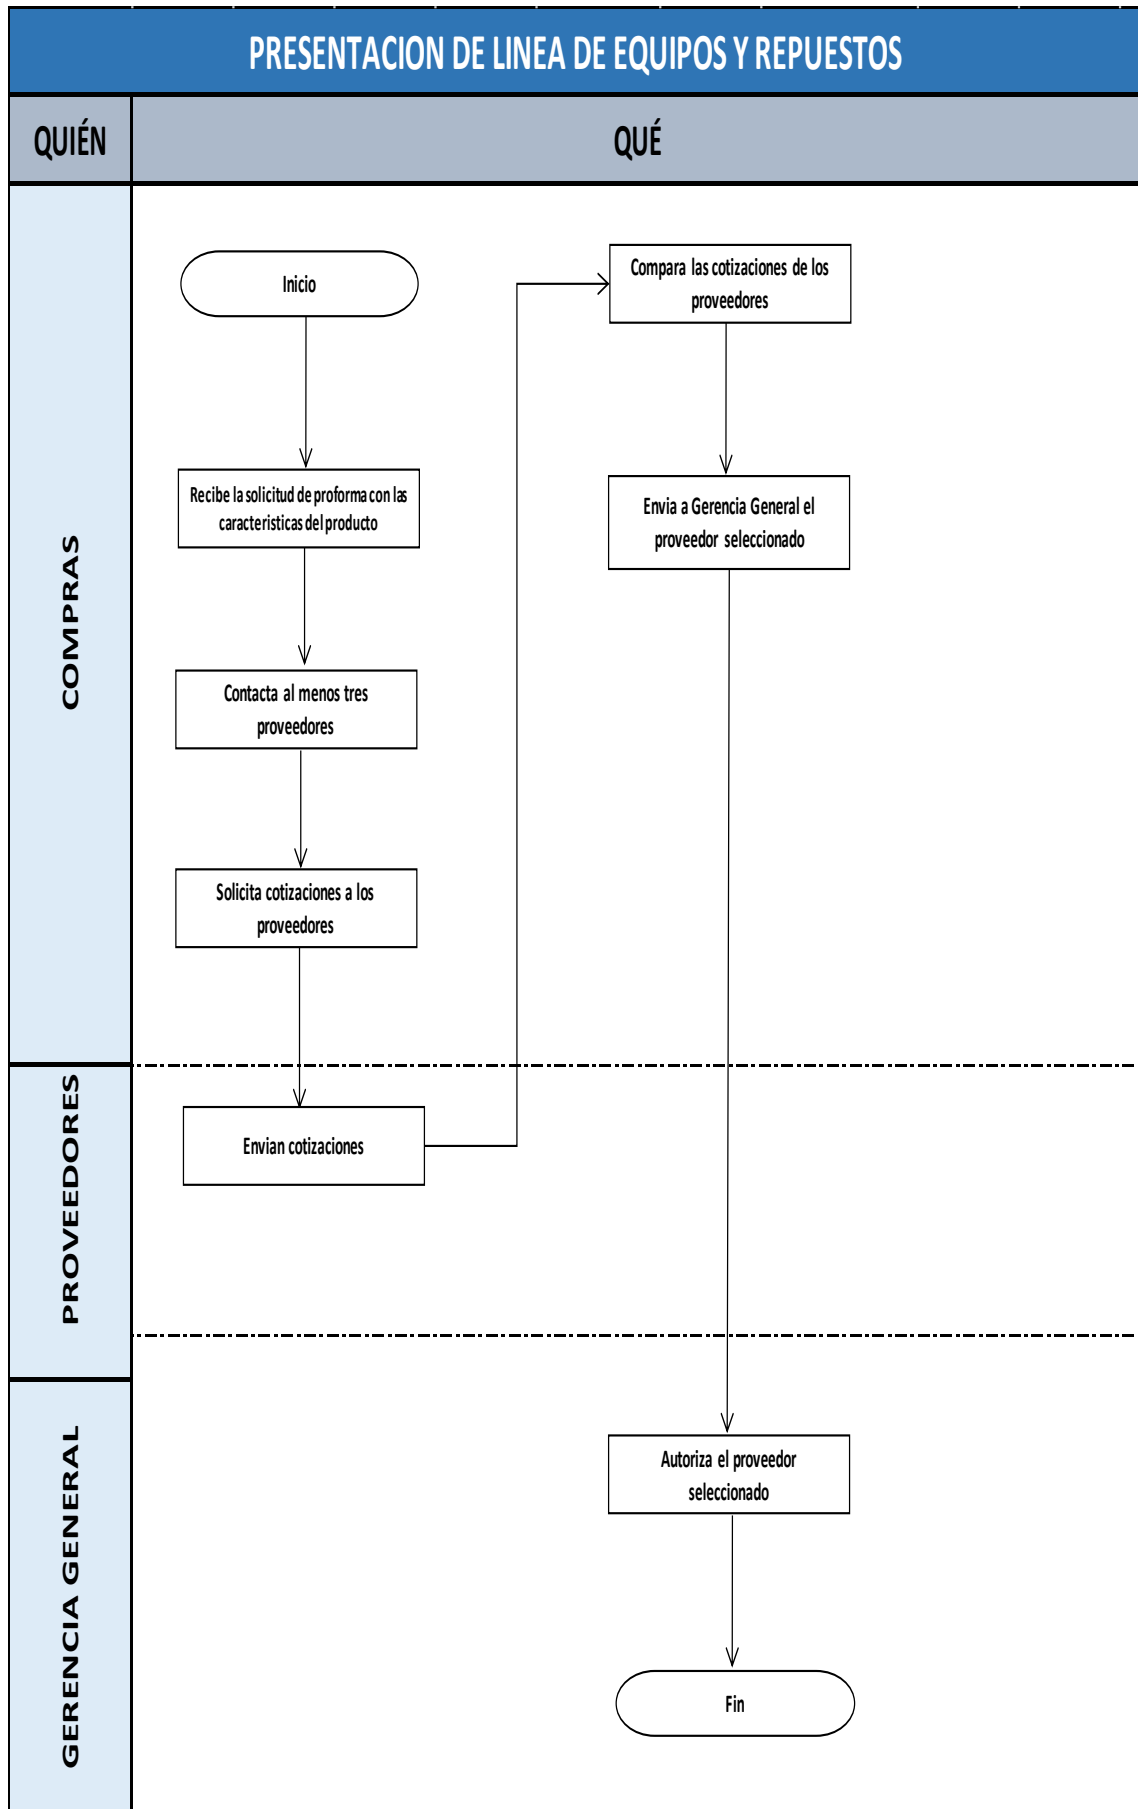 PRESENTACION DE LINEA DE EQUIPOS Y REPUESTOS
QUIÉN
QUÉ
COMPRAS
Inicio
Recibe la solicitud de proforma con las
caracteristicas del producto
Contacta al menos tres
proveedores
Solicita cotizaciones a los
proveedores
Compara las cotizaciones de los
proveedores
Envia a Gerencia General el
proveedor seleccionado
PROVEEDORES
Envian cotizaciones
GERENCIA GENERAL
Autoriza el proveedor
seleccionado
Fin